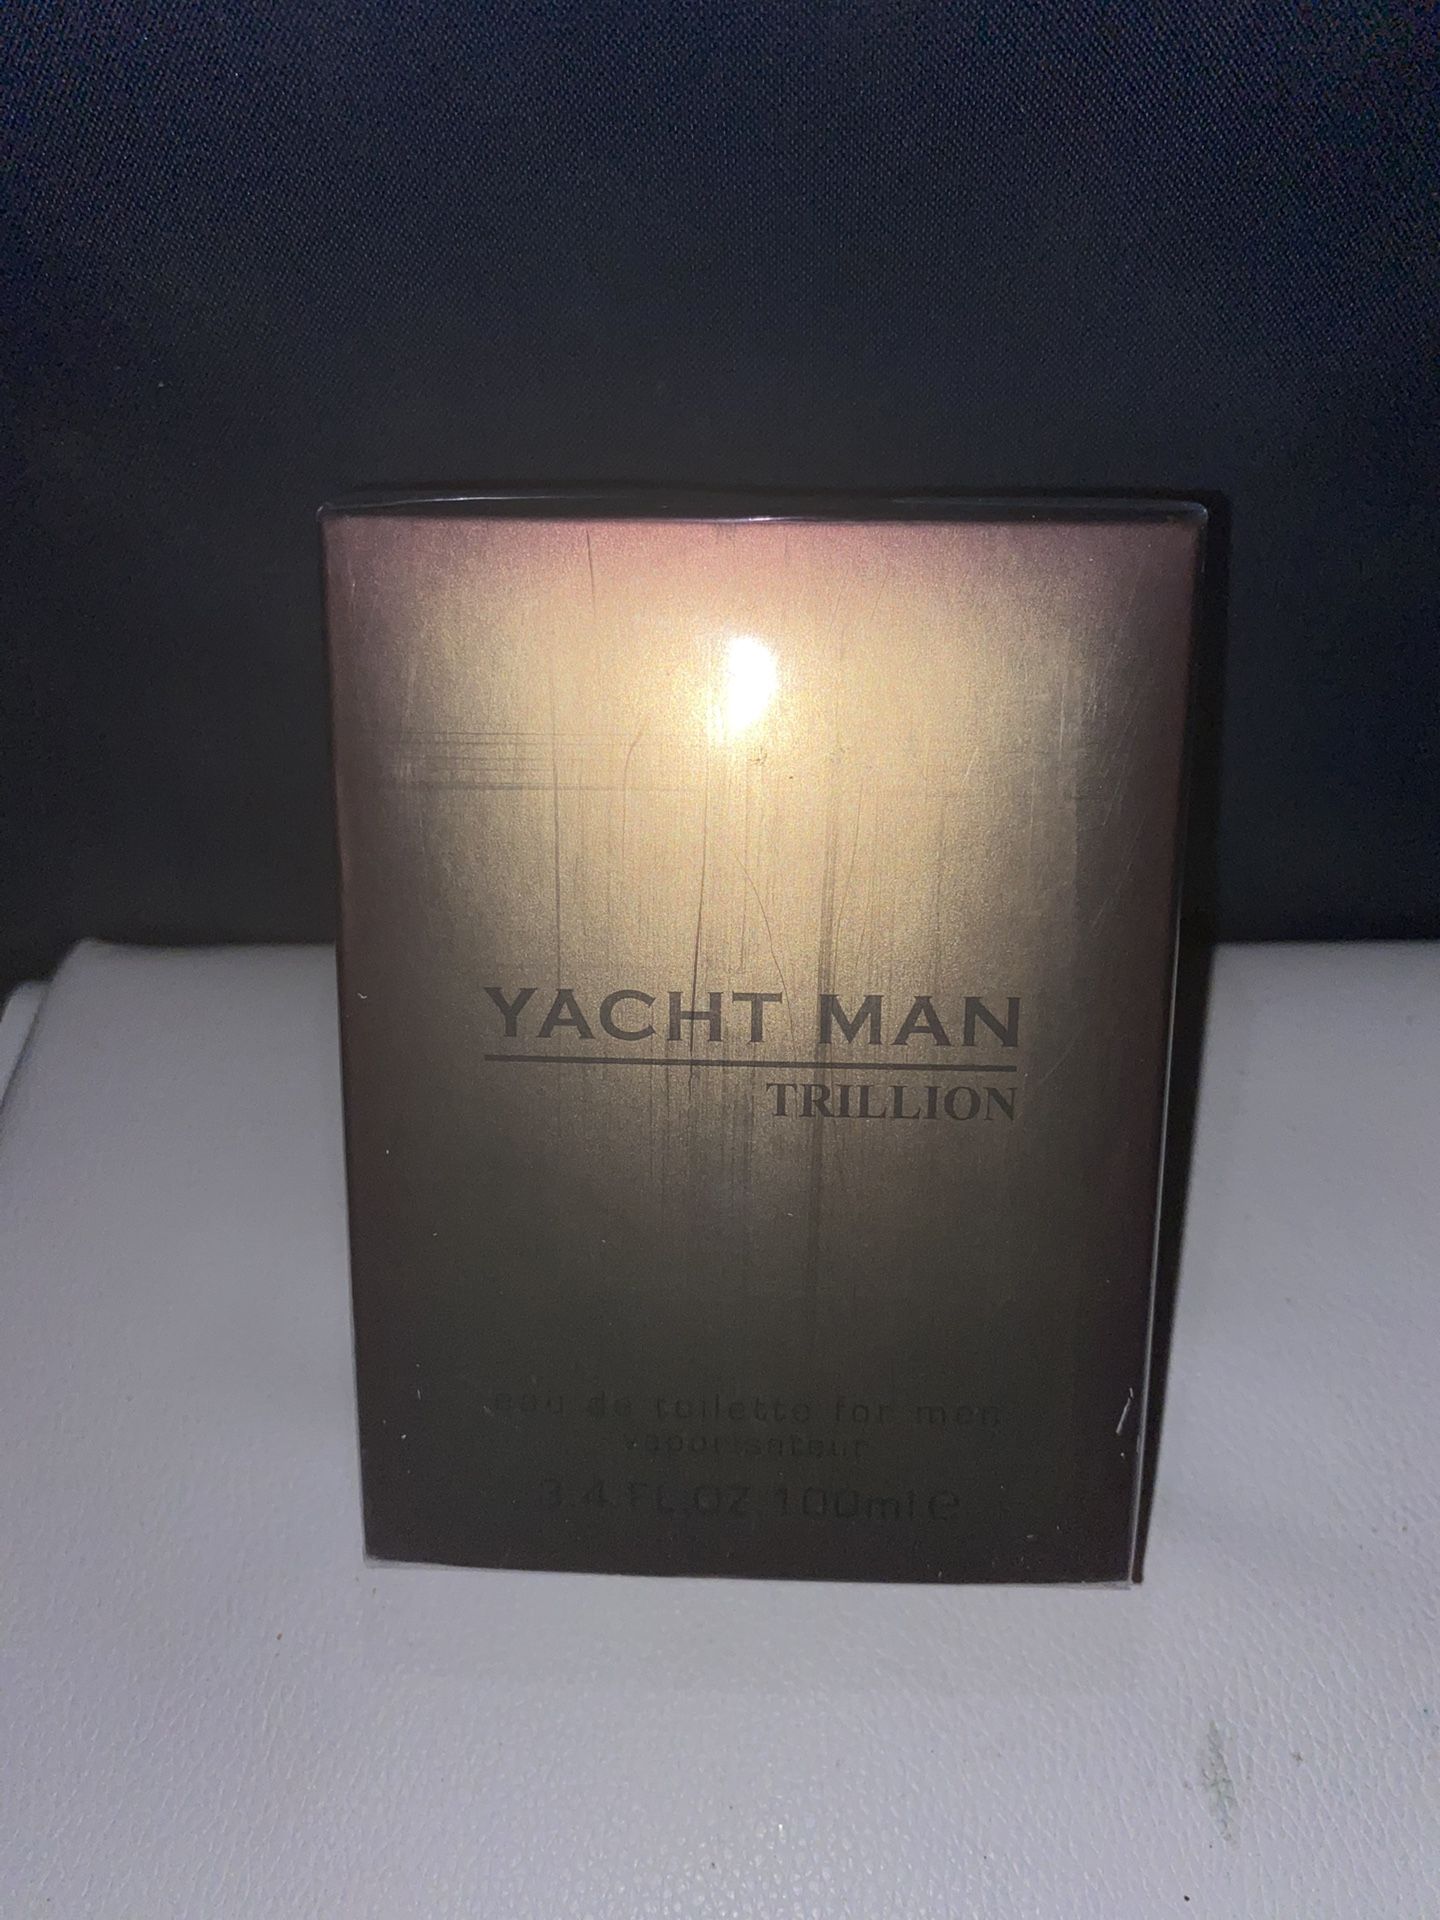 YACHT MAN
TRILLION
eau de toilette for men
vaporisateur
3.4 FL.OZ 100ml e